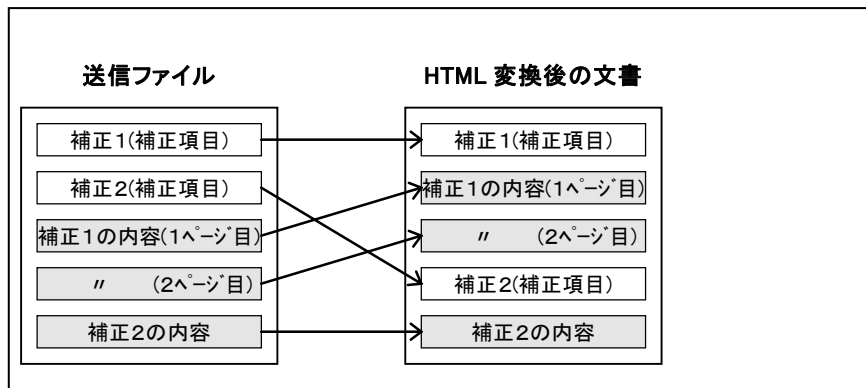 送信ファイル
補正1(補正項目)
補正2(補正項目)
補正1の内容(1ﾍﾟｰｼﾞ目)
〃 (2ﾍﾟｰｼﾞ目)
補正2の内容
HTML 変換後の文書
補正1(補正項目)
補正1の内容(1ﾍﾟｰｼﾞ目)
〃 (2ﾍﾟｰｼﾞ目)
補正2(補正項目)
補正2の内容